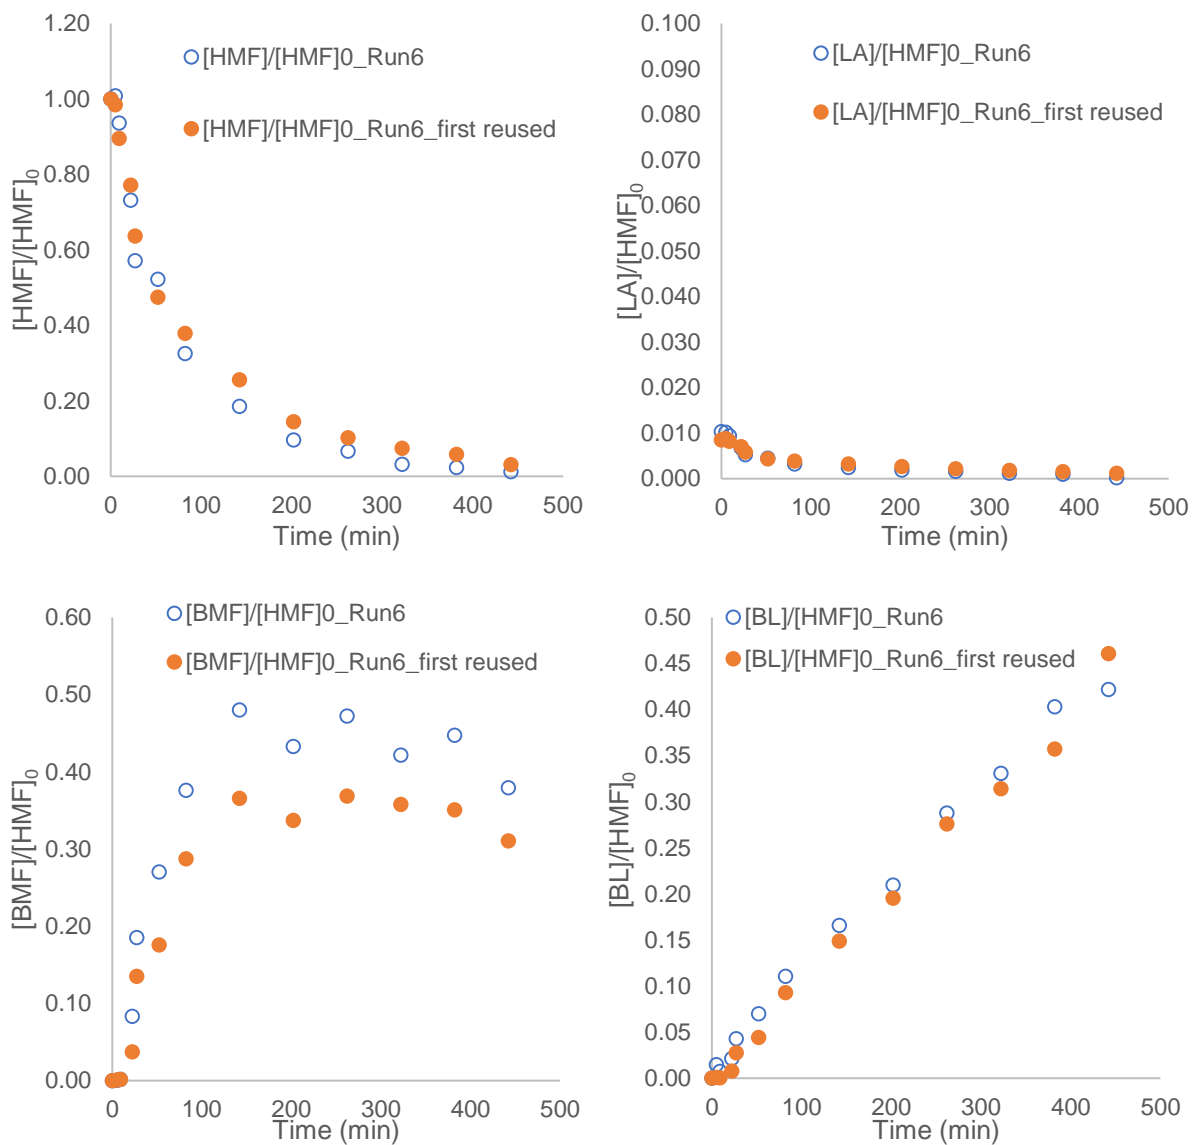 1.20
1.00
0.80
0.60
0.40
0.20
0.00
[HMF]/[HMF]0_Run6
[HMF]/[HMF]0_Run6_first reused
[HMF]/[HMF]₀
0 100 200 300 400 500
Time (min)
0.100
0.090
0.080
0.070
0.060
0.050
0.040
0.030
0.020
0.010
0.000
[LA]/[HMF]0_Run6
[LA]/[HMF]0_Run6_first reused
[LA]/[HMF]₀
0 100 200 300 400 500
Time (min)
0.60
0.50
0.40
0.30
0.20
0.10
0.00
[BMF]/[HMF]0_Run6
[BMF]/[HMF]0_Run6_first reused
[BMF]/[HMF]₀
0 100 200 300 400 500
Time (min)
0.50
0.45
0.40
0.35
0.30
0.25
0.20
0.15
0.10
0.05
0.00
[BL]/[HMF]0_Run6
[BL]/[HMF]0_Run6_first reused
[BL]/[HMF]₀
0 100 200 300 400 500
Time (min)